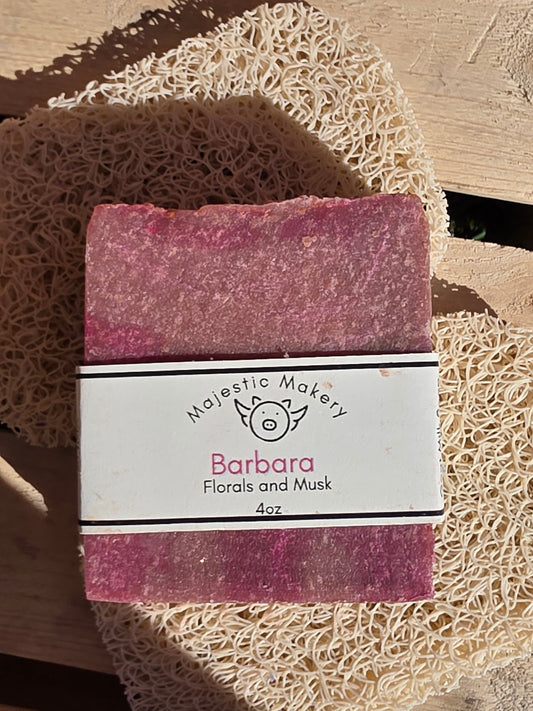 Majestic Makery
Barbara
Florals and Musk
4oz